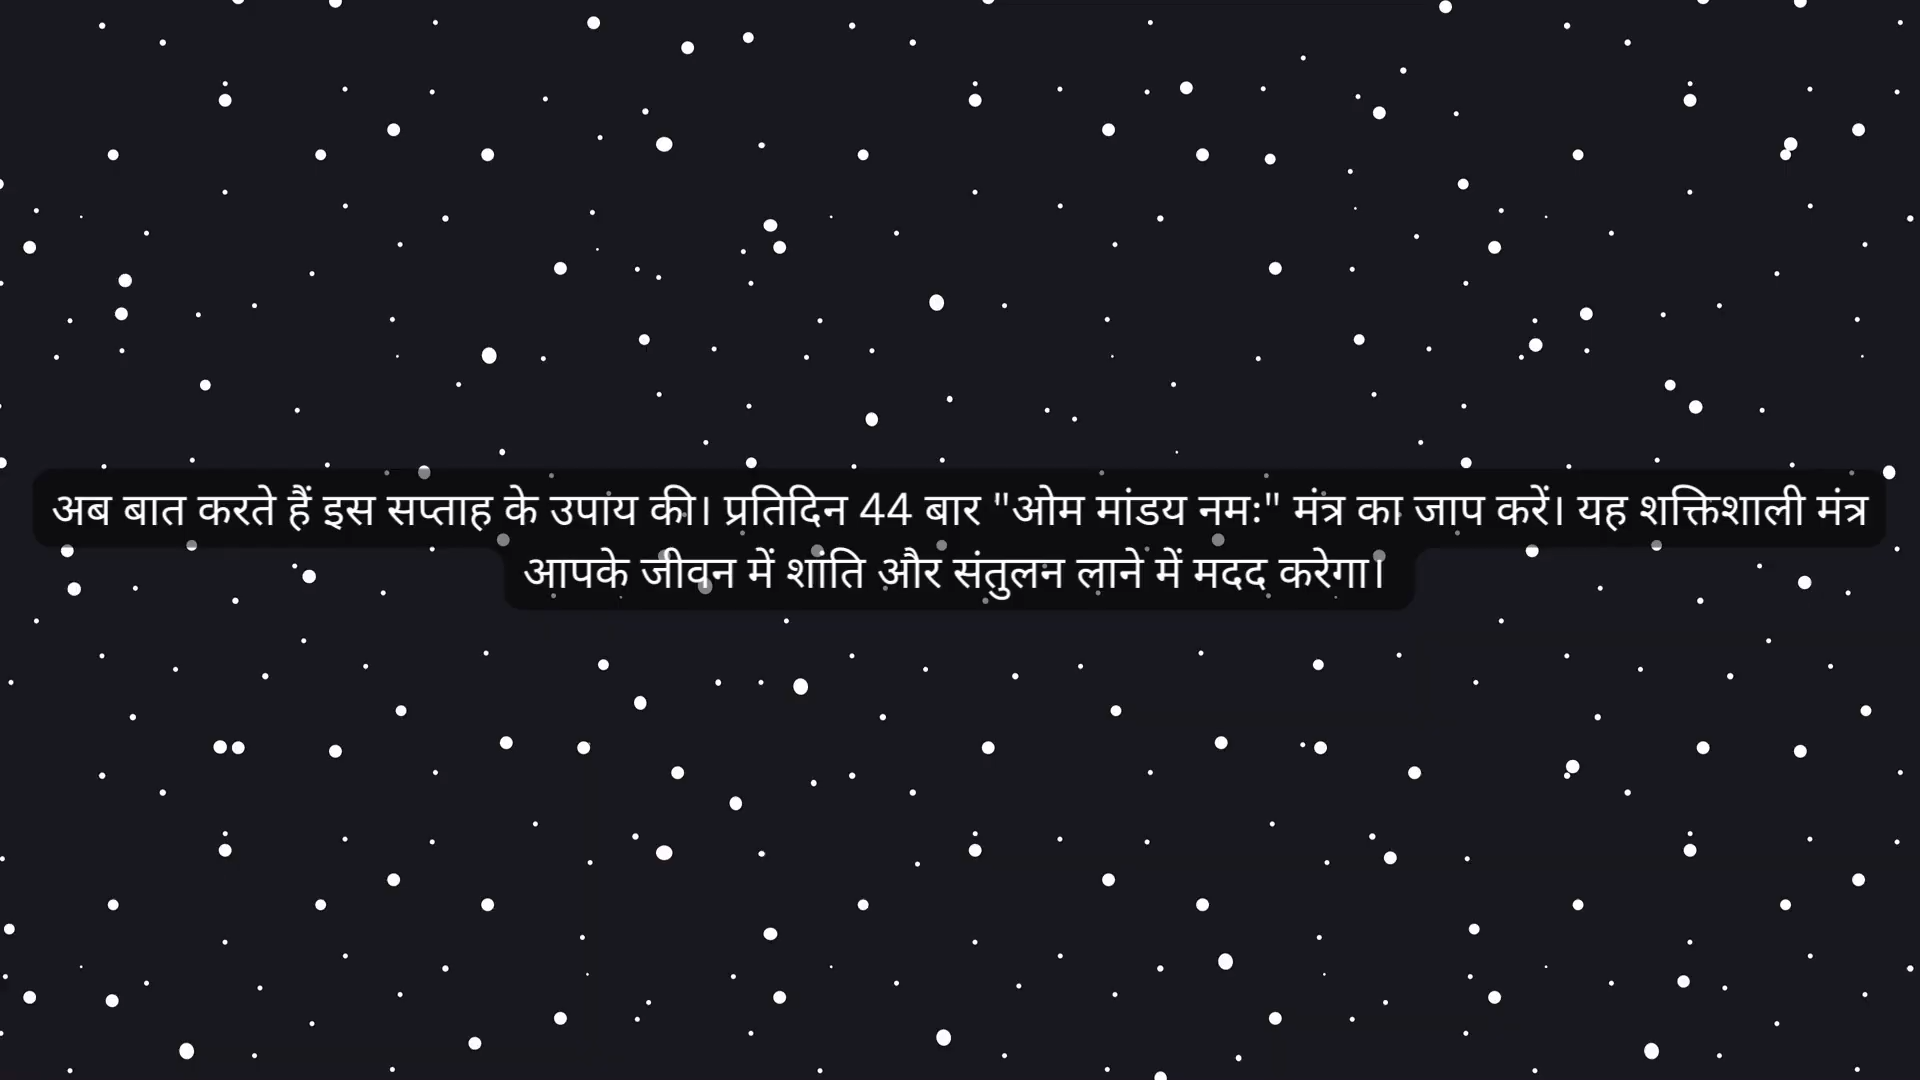 अब बात करते हैं इस सप्ताह के उपाय की। प्रतिदिन 44 बार "ओम मांडय नमः" मंत्र का जाप करें। यह शक्तिशाली मंत्र
आपके जीवन में शांति और संतुलन लाने में मदद करेगा।